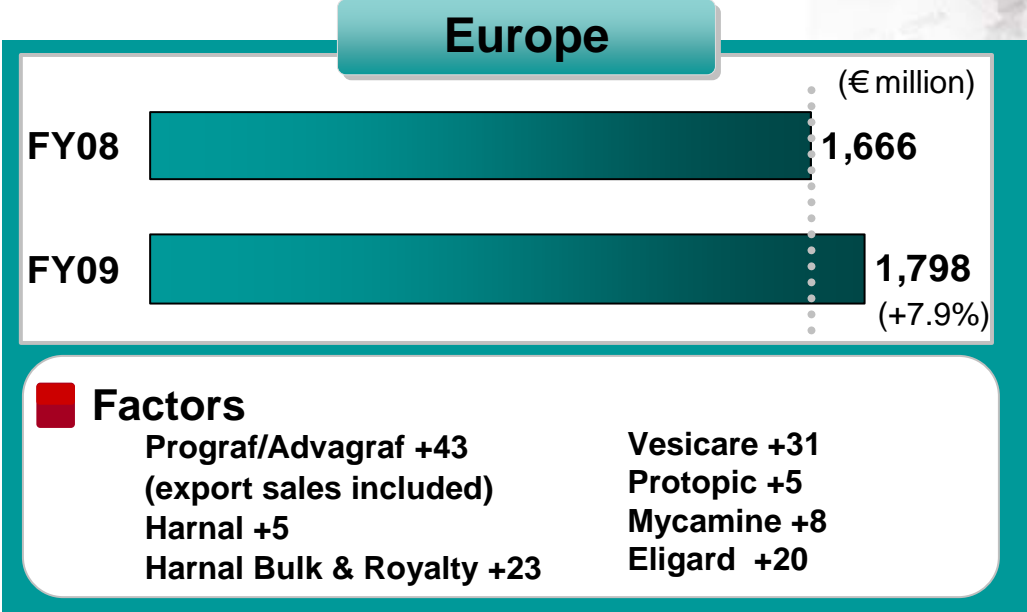 Europe
(€ million)
FY08
1,666
FY09
1,798
(+7.9%)
Factors
Prograf/Advagraf +43
(export sales included)
Harnal +5
Harnal Bulk & Royalty +23
Vesicare +31
Protopic +5
Mycamine +8
Eligard +20